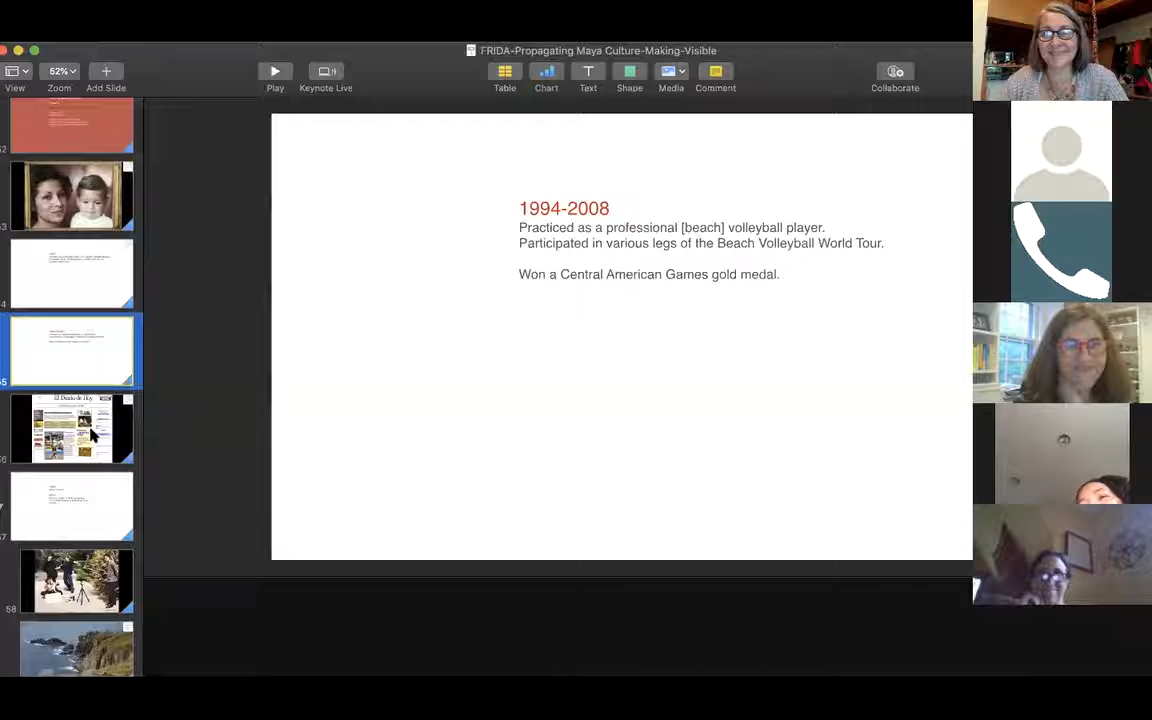 FRIDA-Propagating Maya Culture-Making-Visible
52%
View
Zoom
Add Slide
Play
Keynote Live
Table
Chart
Text
Shape
Media
Comment
Collaborate
1994-2008
Practiced as a professional [beach] volleyball player.
Participated in various legs of the Beach Volleyball World Tour.
Won a Central American Games gold medal.
El Diario de Hoy
58